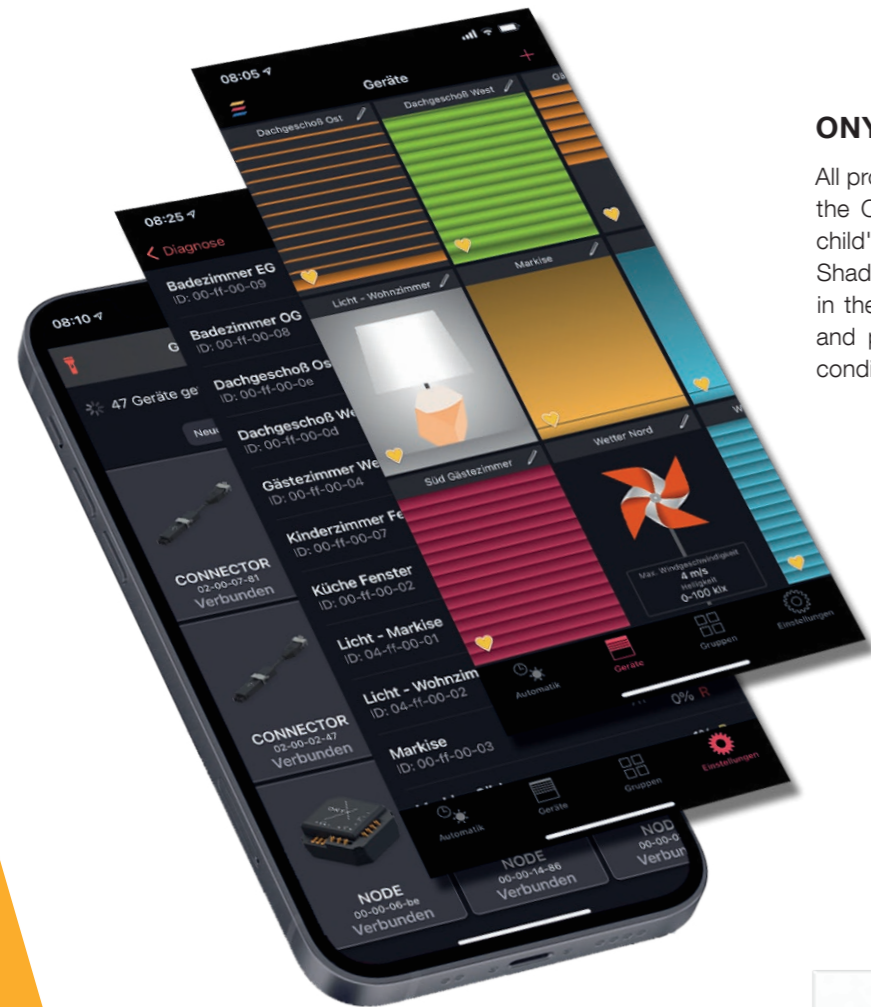 08:05
Geräte
Dachgeschoß Ost
Dachgeschoß West
Licht - Wohnzimmer
Markise
Süd Gästezimmer
Wetter Nord
Max. Windgeschwindigkeit
4 m/s
Helligkeit
0-100 klx
Automatik
Geräte
Gruppen
Einstellungen
08:25
Diagnose
Badezimmer EG
ID: 00-ff-00-09
Badezimmer OG
ID: 00-ff-00-08
Dachgeschoß Os
ID: 00-ff-00-0e
Dachgeschoß We
ID: 00-ff-00-0d
Gästezimmer We
ID: 00-ff-00-04
Kinderzimmer Fe
ID: 00-ff-00-07
Küche Fenster
ID: 00-ff-00-02
Licht - Markise
ID: 04-ff-00-01
Licht - Wohnzim
ID: 04-ff-00-02
0% R
Markise
ID: 00-ff-00-03
Automatik
Geräte
Gruppen
Einstellungen
08:10
G
47 Geräte ge
Neu
CONNECTOR
02-00-07-81
Verbunden
CONNECTOR
02-00-02-47
Verbunden
NODE
00-00-06-be
Verbunden
NODE
00-00-14-86
Verbunden
NOD
00-00-0
Verbun
ONY
All pro
the C
child'
Shad
in the
and p
condi